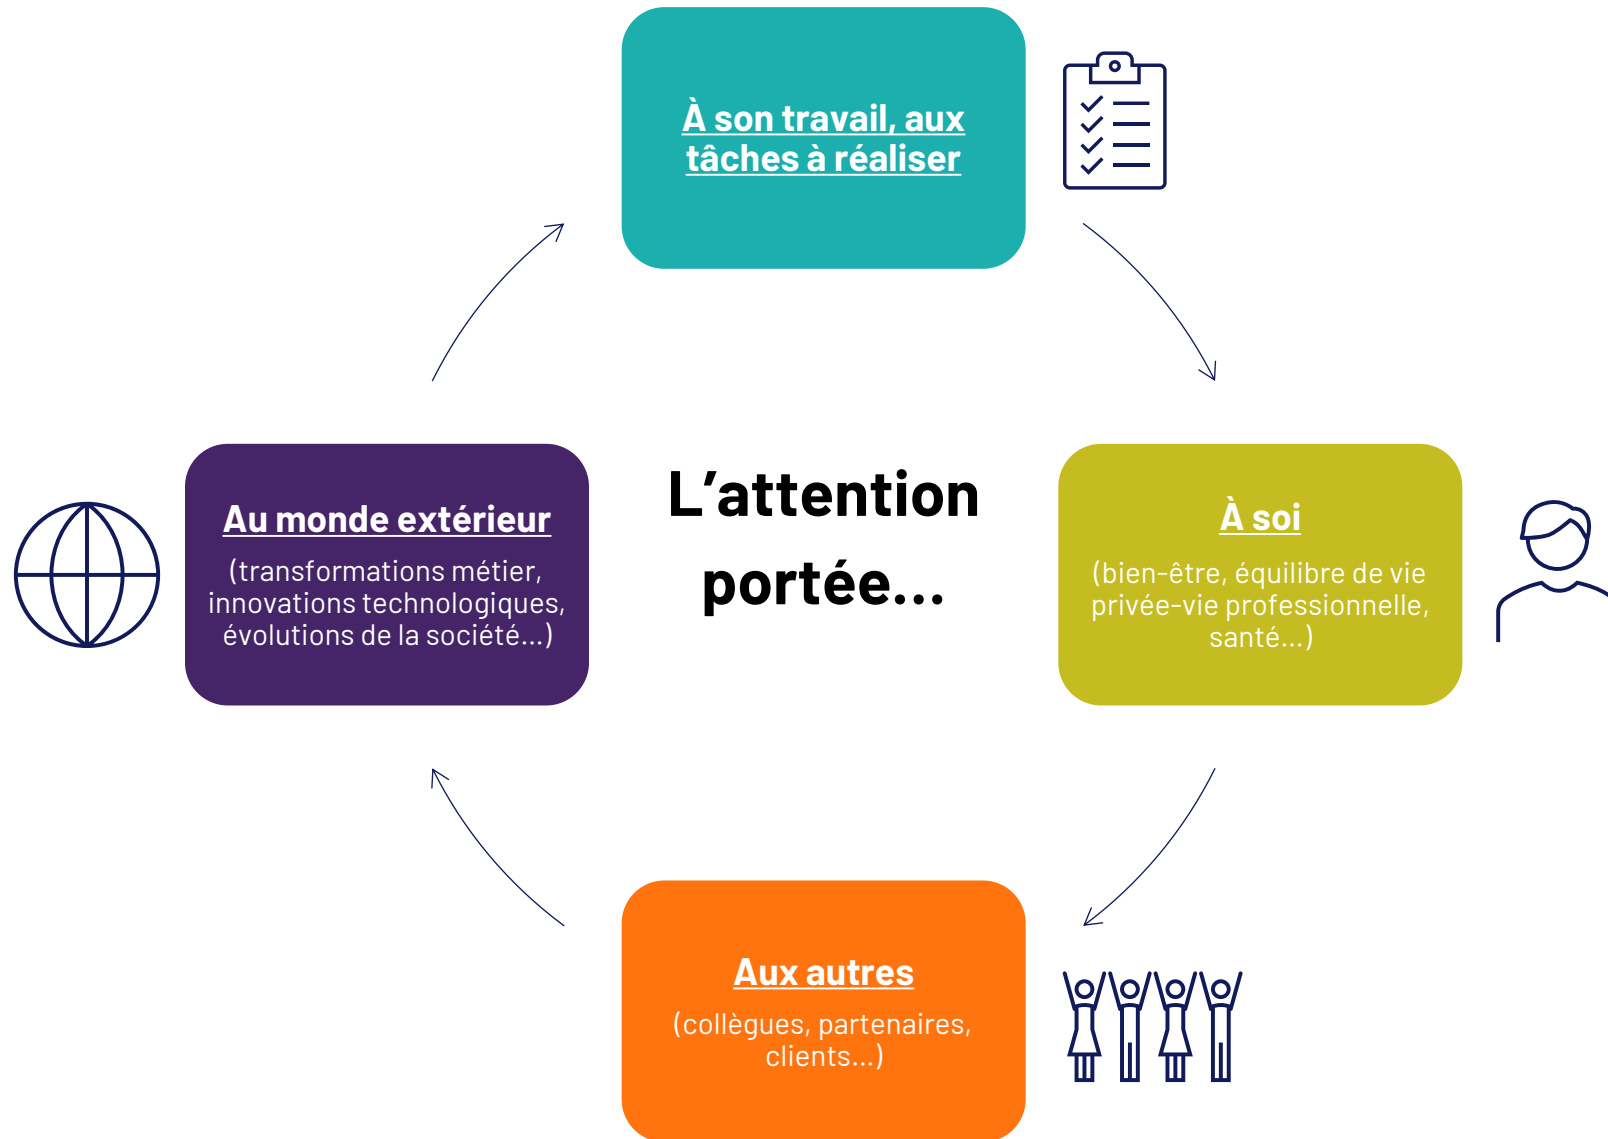 À son travail, aux
tâches à réaliser
L’attention
portée...
Au monde extérieur
(transformations métier,
innovations technologiques,
évolutions de la société...)
À soi
(bien-être, équilibre de vie
privée-vie professionnelle,
santé...)
Aux autres
(collègues, partenaires,
clients...)